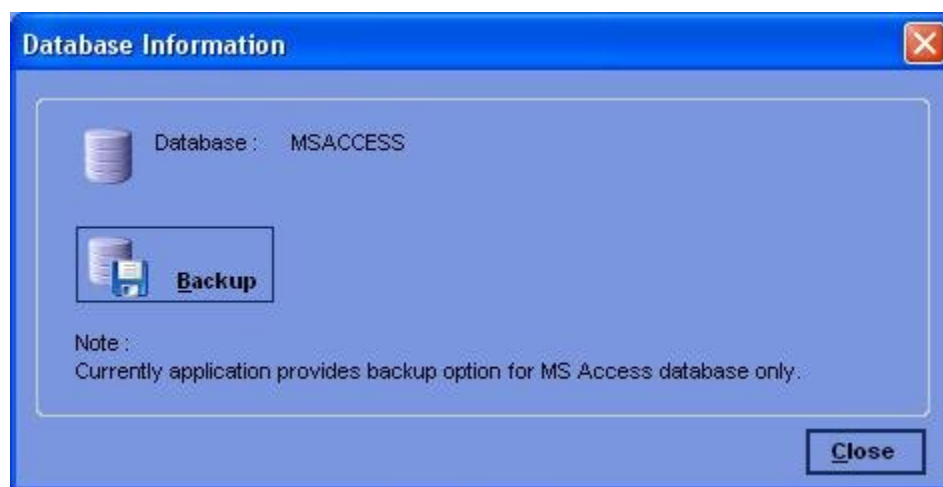 Database Information
Database : MSACCESS
Backup
Note :
Currently application provides backup option for MS Access database only.
Close